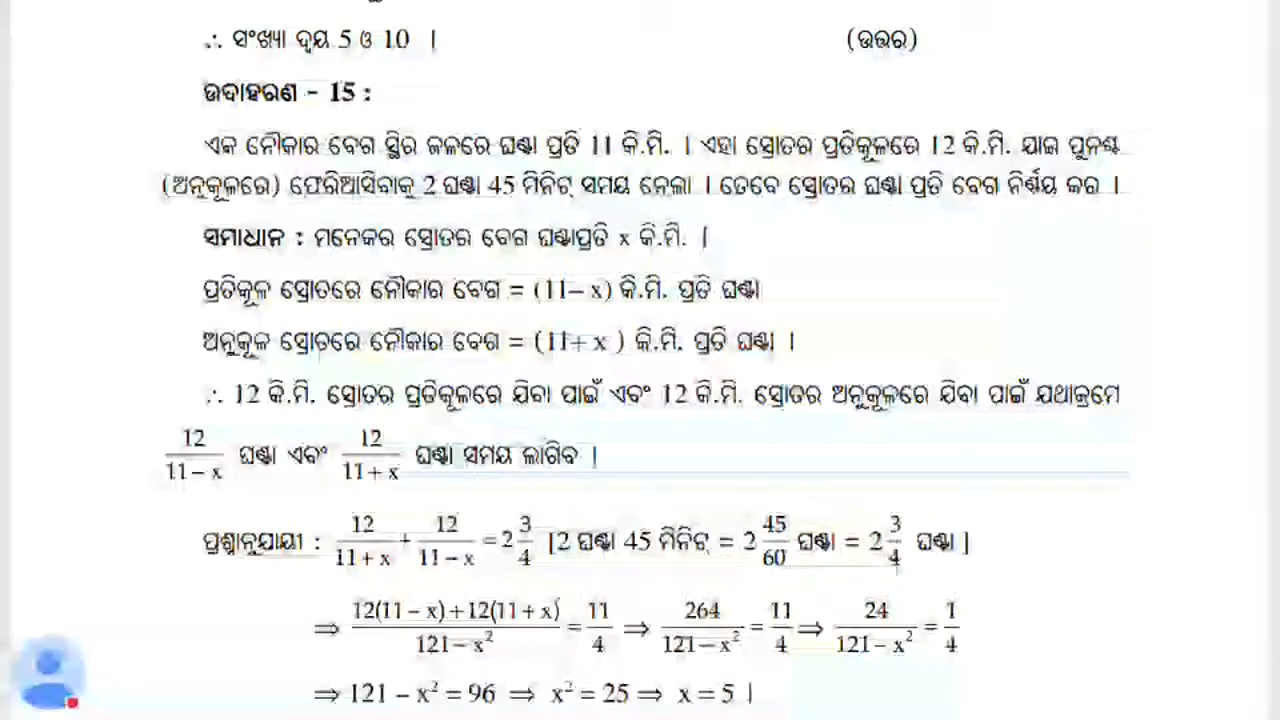 ∴ ସଂଖ୍ୟା ଦ୍ୱୟ 5 ଓ 10 । (ଉତ୍ତର)
ଉଦାହରଣ - 15 :
ଏକ ନୌକାର ବେଗ ସ୍ଥିର ଜଳରେ ଘଣ୍ଟା ପ୍ରତି 11 କି.ମି. । ଏହା ସ୍ରୋତର ପ୍ରତିକୂଳରେ 12 କି.ମି. ଯାଇ ପୁନଶ୍ଚ
(ଅନୁକୂଳରେ) ଫେରିଆସିବାକୁ 2 ଘଣ୍ଟା 45 ମିନିଟ୍ ସମୟ ନେଲା । ତେବେ ସ୍ରୋତର ଘଣ୍ଟା ପ୍ରତି ବେଗ ନିର୍ଣ୍ଣୟ କର ।
ସମାଧାନ : ମନେକର ସ୍ରୋତର ବେଗ ଘଣ୍ଟାପ୍ରତି x କି.ମି. |
ପ୍ରତିକୂଳ ସ୍ରୋତରେ ନୌକାର ବେଗ = (11– x) କି.ମି. ପ୍ରତି ଘଣ୍ଟା
ଅନୁକୂଳ ସ୍ରୋତରେ ନୌକାର ବେଗ = (11+ x ) କି.ମି. ପ୍ରତି ଘଣ୍ଟା ।
∴ 12 କି.ମି. ସ୍ରୋତର ପ୍ରତିକୂଳରେ ଯିବା ପାଇଁ ଏବଂ 12 କି.ମି. ସ୍ରୋତର ଅନୁକୂଳରେ ଯିବା ପାଇଁ ଯଥାକ୍ରମେ
12/(11 – x) ଘଣ୍ଟା ଏବଂ 12/(11 + x) ଘଣ୍ଟା ସମୟ ଲାଗିବ ।
ପ୍ରଶ୍ନାନୁଯାୟୀ : 12/(11 + x) + 12/(11 – x) = 2 3/4 [2 ଘଣ୍ଟା 45 ମିନିଟ୍ = 2 45/60 ଘଣ୍ଟା = 2 3/4 ଘଣ୍ଟା ]
⇒ (12(11 – x) + 12(11 + x))/(121 – x²) = 11/4 ⇒ 264/(121 – x²) = 11/4 ⇒ 24/(121 – x²) = 1/4
⇒ 121 – x² = 96 ⇒ x² = 25 ⇒ x = 5 ।